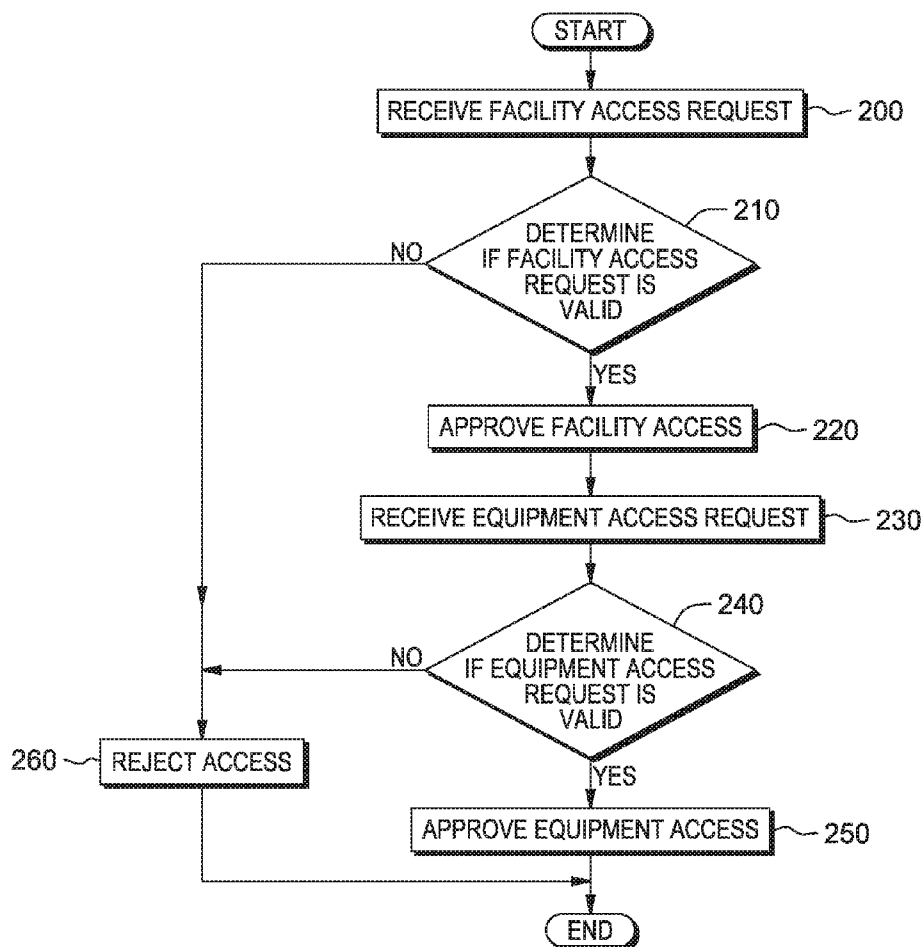 START
RECEIVE FACILITY ACCESS REQUEST
200
210
DETERMINE
IF FACILITY ACCESS
REQUEST IS
VALID
NO
YES
APPROVE FACILITY ACCESS
220
RECEIVE EQUIPMENT ACCESS REQUEST
230
240
DETERMINE
IF EQUIPMENT ACCESS
REQUEST IS
VALID
NO
YES
260
REJECT ACCESS
APPROVE EQUIPMENT ACCESS
250
END